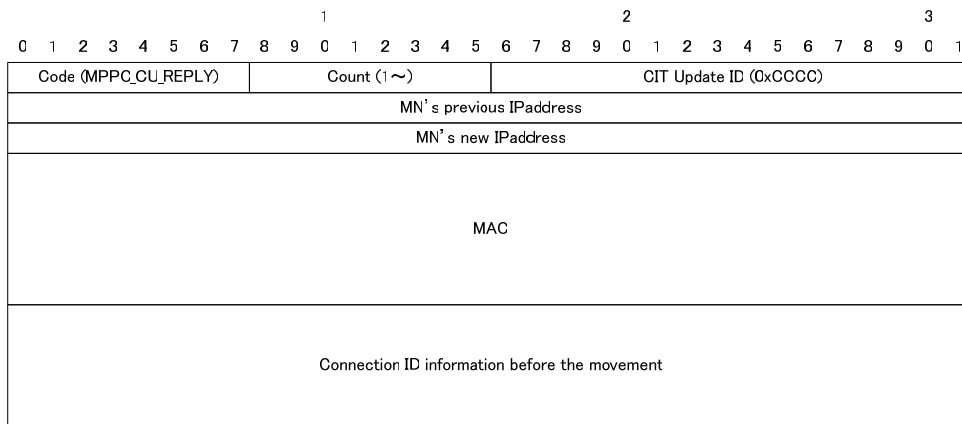 1 2 3
0 1 2 3 4 5 6 7 8 9 0 1 2 3 4 5 6 7 8 9 0 1 2 3 4 5 6 7 8 9 0 1
Code (MPPC_CU_REPLY) Count (1～) CIT Update ID (0xCCCC)
MN's previous IPaddress
MN's new IPaddress
MAC
Connection ID information before the movement